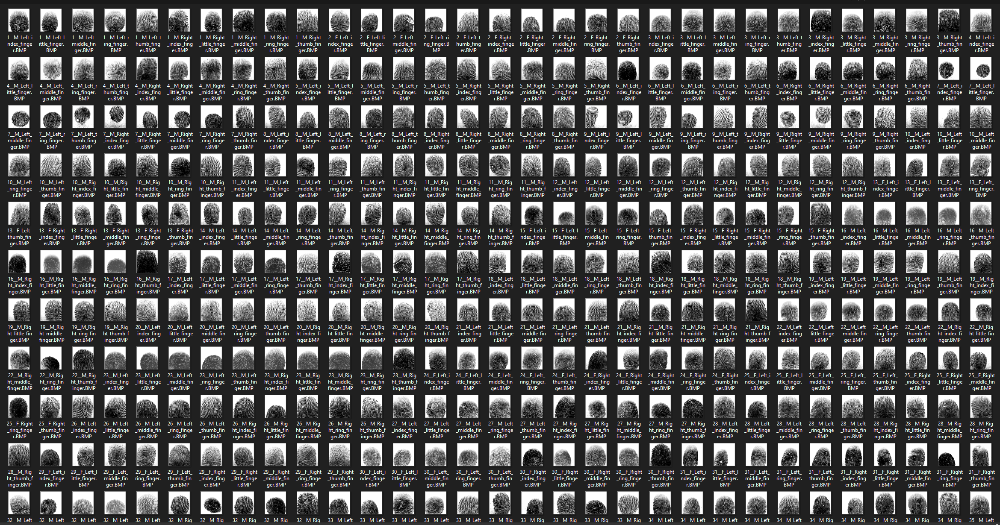 1__M_Left_index_finger.BMP
1__M_Left_little_finger.BMP
1__M_Left_middle_finger.BMP
1__M_Left_ring_finger.BMP
1__M_Left_thumb_finger.BMP
1__M_Right_index_finger.BMP
1__M_Right_little_finger.BMP
1__M_Right_middle_finger.BMP
1__M_Right_ring_finger.BMP
1__M_Right_thumb_finger.BMP
2__F_Left_index_finger.BMP
2__F_Left_little_finger.BMP
2__F_Left_middle_finger.BMP
2__F_Left_ring_finger.BMP
2__F_Left_thumb_finger.BMP
2__F_Right_index_finger.BMP
2__F_Right_little_finger.BMP
2__F_Right_middle_finger.BMP
2__F_Right_ring_finger.BMP
2__F_Right_thumb_finger.BMP
3__M_Left_index_finger.BMP
3__M_Left_little_finger.BMP
3__M_Left_middle_finger.BMP
3__M_Left_ring_finger.BMP
3__M_Left_thumb_finger.BMP
3__M_Right_index_finger.BMP
3__M_Right_little_finger.BMP
3__M_Right_middle_finger.BMP
3__M_Right_ring_finger.BMP
3__M_Right_thumb_finger.BMP
4__M_Left_index_finger.BMP
4__M_Left_little_finger.BMP
4__M_Left_middle_finger.BMP
4__M_Left_ring_finger.BMP
4__M_Left_thumb_finger.BMP
4__M_Right_index_finger.BMP
4__M_Right_little_finger.BMP
4__M_Right_middle_finger.BMP
4__M_Right_ring_finger.BMP
4__M_Right_thumb_finger.BMP
5__M_Left_index_finger.BMP
5__M_Left_little_finger.BMP
5__M_Left_middle_finger.BMP
5__M_Left_ring_finger.BMP
5__M_Left_thumb_finger.BMP
5__M_Right_index_finger.BMP
5__M_Right_little_finger.BMP
5__M_Right_middle_finger.BMP
5__M_Right_ring_finger.BMP
5__M_Right_thumb_finger.BMP
6__M_Left_index_finger.BMP
6__M_Left_little_finger.BMP
6__M_Left_middle_finger.BMP
6__M_Left_ring_finger.BMP
6__M_Left_thumb_finger.BMP
6__M_Right_index_finger.BMP
6__M_Right_little_finger.BMP
6__M_Right_middle_finger.BMP
6__M_Right_ring_finger.BMP
6__M_Right_thumb_finger.BMP
7__M_Left_index_finger.BMP
7__M_Left_little_finger.BMP
7__M_Left_middle_finger.BMP
7__M_Left_ring_finger.BMP
7__M_Left_thumb_finger.BMP
7__M_Right_index_finger.BMP
7__M_Right_little_finger.BMP
7__M_Right_middle_finger.BMP
7__M_Right_ring_finger.BMP
7__M_Right_thumb_finger.BMP
8__M_Left_index_finger.BMP
8__M_Left_little_finger.BMP
8__M_Left_middle_finger.BMP
8__M_Left_ring_finger.BMP
8__M_Left_thumb_finger.BMP
8__M_Right_index_finger.BMP
8__M_Right_little_finger.BMP
8__M_Right_middle_finger.BMP
8__M_Right_ring_finger.BMP
8__M_Right_thumb_finger.BMP
9__M_Left_index_finger.BMP
9__M_Left_little_finger.BMP
9__M_Left_middle_finger.BMP
9__M_Left_ring_finger.BMP
9__M_Left_thumb_finger.BMP
9__M_Right_index_finger.BMP
9__M_Right_little_finger.BMP
9__M_Right_middle_finger.BMP
9__M_Right_ring_finger.BMP
9__M_Right_thumb_finger.BMP
10__M_Left_index_finger.BMP
10__M_Left_little_finger.BMP
10__M_Left_middle_finger.BMP
10__M_Left_ring_finger.BMP
10__M_Left_thumb_finger.BMP
10__M_Right_index_finger.BMP
10__M_Right_little_finger.BMP
10__M_Right_middle_finger.BMP
10__M_Right_ring_finger.BMP
10__M_Right_thumb_finger.BMP
11__M_Left_index_finger.BMP
11__M_Left_little_finger.BMP
11__M_Left_middle_finger.BMP
11__M_Left_ring_finger.BMP
11__M_Left_thumb_finger.BMP
11__M_Right_index_finger.BMP
11__M_Right_little_finger.BMP
11__M_Right_middle_finger.BMP
11__M_Right_ring_finger.BMP
11__M_Right_thumb_finger.BMP
12__M_Left_index_finger.BMP
12__M_Left_little_finger.BMP
12__M_Left_middle_finger.BMP
12__M_Left_ring_finger.BMP
12__M_Left_thumb_finger.BMP
12__M_Right_index_finger.BMP
12__M_Right_little_finger.BMP
12__M_Right_middle_finger.BMP
12__M_Right_ring_finger.BMP
12__M_Right_thumb_finger.BMP
13__F_Left_index_finger.BMP
13__F_Left_little_finger.BMP
13__F_Left_middle_finger.BMP
13__F_Left_ring_finger.BMP
13__F_Left_thumb_finger.BMP
13__F_Right_index_finger.BMP
13__F_Right_little_finger.BMP
13__F_Right_middle_finger.BMP
13__F_Right_ring_finger.BMP
13__F_Right_thumb_finger.BMP
14__M_Left_index_finger.BMP
14__M_Left_little_finger.BMP
14__M_Left_middle_finger.BMP
14__M_Left_ring_finger.BMP
14__M_Left_thumb_finger.BMP
14__M_Right_index_finger.BMP
14__M_Right_little_finger.BMP
14__M_Right_middle_finger.BMP
14__M_Right_ring_finger.BMP
14__M_Right_thumb_finger.BMP
15__F_Left_index_finger.BMP
15__F_Left_little_finger.BMP
15__F_Left_middle_finger.BMP
15__F_Left_ring_finger.BMP
15__F_Left_thumb_finger.BMP
15__F_Right_index_finger.BMP
15__F_Right_little_finger.BMP
15__F_Right_middle_finger.BMP
15__F_Right_ring_finger.BMP
15__F_Right_thumb_finger.BMP
16__M_Left_index_finger.BMP
16__M_Left_little_finger.BMP
16__M_Left_middle_finger.BMP
16__M_Left_ring_finger.BMP
16__M_Left_thumb_finger.BMP
16__M_Right_index_finger.BMP
16__M_Right_little_finger.BMP
16__M_Right_middle_finger.BMP
16__M_Right_ring_finger.BMP
16__M_Right_thumb_finger.BMP
17__M_Left_index_finger.BMP
17__M_Left_little_finger.BMP
17__M_Left_middle_finger.BMP
17__M_Left_ring_finger.BMP
17__M_Left_thumb_finger.BMP
17__M_Right_index_finger.BMP
17__M_Right_little_finger.BMP
17__M_Right_middle_finger.BMP
17__M_Right_ring_finger.BMP
17__M_Right_thumb_finger.BMP
18__M_Left_index_finger.BMP
18__M_Left_little_finger.BMP
18__M_Left_middle_finger.BMP
18__M_Left_ring_finger.BMP
18__M_Left_thumb_finger.BMP
18__M_Right_index_finger.BMP
18__M_Right_little_finger.BMP
18__M_Right_middle_finger.BMP
18__M_Right_ring_finger.BMP
18__M_Right_thumb_finger.BMP
19__M_Left_index_finger.BMP
19__M_Left_little_finger.BMP
19__M_Left_middle_finger.BMP
19__M_Left_ring_finger.BMP
19__M_Left_thumb_finger.BMP
19__M_Right_index_finger.BMP
19__M_Right_little_finger.BMP
19__M_Right_middle_finger.BMP
19__M_Right_ring_finger.BMP
19__M_Right_thumb_finger.BMP
20__M_Left_index_finger.BMP
20__M_Left_little_finger.BMP
20__M_Left_middle_finger.BMP
20__M_Left_ring_finger.BMP
20__M_Left_thumb_finger.BMP
20__M_Right_index_finger.BMP
20__M_Right_little_finger.BMP
20__M_Right_middle_finger.BMP
20__M_Right_ring_finger.BMP
20__M_Right_thumb_finger.BMP
21__M_Left_index_finger.BMP
21__M_Left_little_finger.BMP
21__M_Left_middle_finger.BMP
21__M_Left_ring_finger.BMP
21__M_Left_thumb_finger.BMP
21__M_Right_index_finger.BMP
21__M_Right_little_finger.BMP
21__M_Right_middle_finger.BMP
21__M_Right_ring_finger.BMP
21__M_Right_thumb_finger.BMP
22__M_Left_index_finger.BMP
22__M_Left_little_finger.BMP
22__M_Left_middle_finger.BMP
22__M_Left_ring_finger.BMP
22__M_Left_thumb_finger.BMP
22__M_Right_index_finger.BMP
22__M_Right_little_finger.BMP
22__M_Right_middle_finger.BMP
22__M_Right_ring_finger.BMP
22__M_Right_thumb_finger.BMP
23__M_Left_index_finger.BMP
23__M_Left_little_finger.BMP
23__M_Left_middle_finger.BMP
23__M_Left_ring_finger.BMP
23__M_Left_thumb_finger.BMP
23__M_Right_index_finger.BMP
23__M_Right_little_finger.BMP
23__M_Right_middle_finger.BMP
23__M_Right_ring_finger.BMP
23__M_Right_thumb_finger.BMP
24__F_Left_index_finger.BMP
24__F_Left_little_finger.BMP
24__F_Left_middle_finger.BMP
24__F_Left_ring_finger.BMP
24__F_Left_thumb_finger.BMP
24__F_Right_index_finger.BMP
24__F_Right_little_finger.BMP
24__F_Right_middle_finger.BMP
24__F_Right_ring_finger.BMP
24__F_Right_thumb_finger.BMP
25__F_Left_index_finger.BMP
25__F_Left_little_finger.BMP
25__F_Left_middle_finger.BMP
25__F_Left_ring_finger.BMP
25__F_Left_thumb_finger.BMP
25__F_Right_index_finger.BMP
25__F_Right_little_finger.BMP
25__F_Right_middle_finger.BMP
25__F_Right_ring_finger.BMP
25__F_Right_thumb_finger.BMP
26__M_Left_index_finger.BMP
26__M_Left_little_finger.BMP
26__M_Left_middle_finger.BMP
26__M_Left_ring_finger.BMP
26__M_Left_thumb_finger.BMP
26__M_Right_index_finger.BMP
26__M_Right_little_finger.BMP
26__M_Right_middle_finger.BMP
26__M_Right_ring_finger.BMP
26__M_Right_thumb_finger.BMP
27__M_Left_index_finger.BMP
27__M_Left_little_finger.BMP
27__M_Left_middle_finger.BMP
27__M_Left_ring_finger.BMP
27__M_Left_thumb_finger.BMP
27__M_Right_index_finger.BMP
27__M_Right_little_finger.BMP
27__M_Right_middle_finger.BMP
27__M_Right_ring_finger.BMP
27__M_Right_thumb_finger.BMP
28__M_Left_index_finger.BMP
28__M_Left_little_finger.BMP
28__M_Left_middle_finger.BMP
28__M_Left_ring_finger.BMP
28__M_Left_thumb_finger.BMP
28__M_Right_index_finger.BMP
28__M_Right_little_finger.BMP
28__M_Right_middle_finger.BMP
28__M_Right_ring_finger.BMP
28__M_Right_thumb_finger.BMP
29__F_Left_index_finger.BMP
29__F_Left_little_finger.BMP
29__F_Left_middle_finger.BMP
29__F_Left_ring_finger.BMP
29__F_Left_thumb_finger.BMP
29__F_Right_index_finger.BMP
29__F_Right_little_finger.BMP
29__F_Right_middle_finger.BMP
29__F_Right_ring_finger.BMP
29__F_Right_thumb_finger.BMP
30__F_Left_index_finger.BMP
30__F_Left_little_finger.BMP
30__F_Left_middle_finger.BMP
30__F_Left_ring_finger.BMP
30__F_Left_thumb_finger.BMP
30__F_Right_index_finger.BMP
30__F_Right_little_finger.BMP
30__F_Right_middle_finger.BMP
30__F_Right_ring_finger.BMP
30__F_Right_thumb_finger.BMP
31__F_Left_index_finger.BMP
31__F_Left_little_finger.BMP
31__F_Left_middle_finger.BMP
31__F_Left_ring_finger.BMP
31__F_Left_thumb_finger.BMP
31__F_Right_index_finger.BMP
31__F_Right_little_finger.BMP
31__F_Right_middle_finger.BMP
31__F_Right_ring_finger.BMP
31__F_Right_thumb_finger.BMP
32 M Left
32 M Left
32 M Left
32 M Left
32 M Left
32 M Rig
32 M Rig
32 M Rig
32 M Rig
32 M Rig
33 M Left
33 M Left
33 M Left
33 M Left
33 M Left
33 M Rig
33 M Rig
33 M Rig
33 M Rig
33 M Rig
34 M Left
34 M Left
34 M Left
34 M Left
34 M Left
34 M Rig
34 M Rig
34 M Rig
34 M Rig
34 M Rig
35 M Left